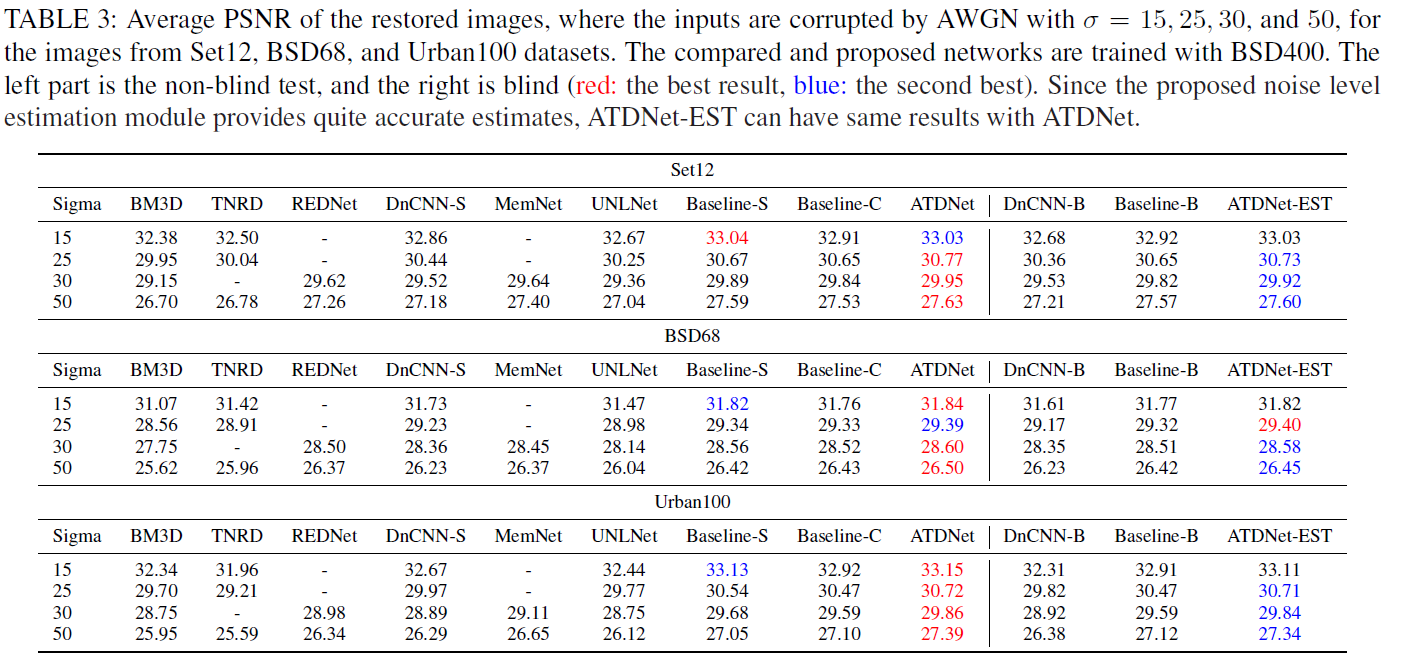 TABLE 3: Average PSNR of the restored images, where the inputs are corrupted by AWGN with σ = 15, 25, 30, and 50, for
the images from Set12, BSD68, and Urban100 datasets. The compared and proposed networks are trained with BSD400. The
left part is the non-blind test, and the right is blind (red: the best result, blue: the second best). Since the proposed noise level
estimation module provides quite accurate estimates, ATDNet-EST can have same results with ATDNet.
Set12
Sigma BM3D TNRD REDNet DnCNN-S MemNet UNLNet Baseline-S Baseline-C ATDNet DnCNN-B Baseline-B ATDNet-EST
15 32.38 32.50 - 32.86 - 32.67 33.04 32.91 33.03 32.68 32.92 33.03
25 29.95 30.04 - 30.44 - 30.25 30.67 30.65 30.77 30.36 30.65 30.73
30 29.15 - 29.62 29.52 29.64 29.36 29.89 29.84 29.95 29.53 29.82 29.92
50 26.70 26.78 27.26 27.18 27.40 27.04 27.59 27.53 27.63 27.21 27.57 27.60
BSD68
Sigma BM3D TNRD REDNet DnCNN-S MemNet UNLNet Baseline-S Baseline-C ATDNet DnCNN-B Baseline-B ATDNet-EST
15 31.07 31.42 - 31.73 - 31.47 31.82 31.76 31.84 31.61 31.77 31.82
25 28.56 28.91 - 29.23 - 28.98 29.34 29.33 29.39 29.17 29.32 29.40
30 27.75 - 28.50 28.36 28.45 28.14 28.56 28.52 28.60 28.35 28.51 28.58
50 25.62 25.96 26.37 26.23 26.37 26.04 26.42 26.43 26.50 26.23 26.42 26.45
Urban100
Sigma BM3D TNRD REDNet DnCNN-S MemNet UNLNet Baseline-S Baseline-C ATDNet DnCNN-B Baseline-B ATDNet-EST
15 32.34 31.96 - 32.67 - 32.44 33.13 32.92 33.15 32.31 32.91 33.11
25 29.70 29.21 - 29.97 - 29.77 30.54 30.47 30.72 29.82 30.47 30.71
30 28.75 - 28.98 28.89 29.11 28.75 29.68 29.59 29.86 28.92 29.59 29.84
50 25.95 25.59 26.34 26.29 26.65 26.12 27.05 27.10 27.39 26.38 27.12 27.34